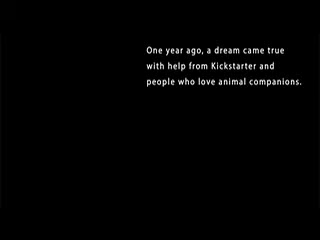 One year ago, a dream came true
with help from Kickstarter and
people who love animal companions.